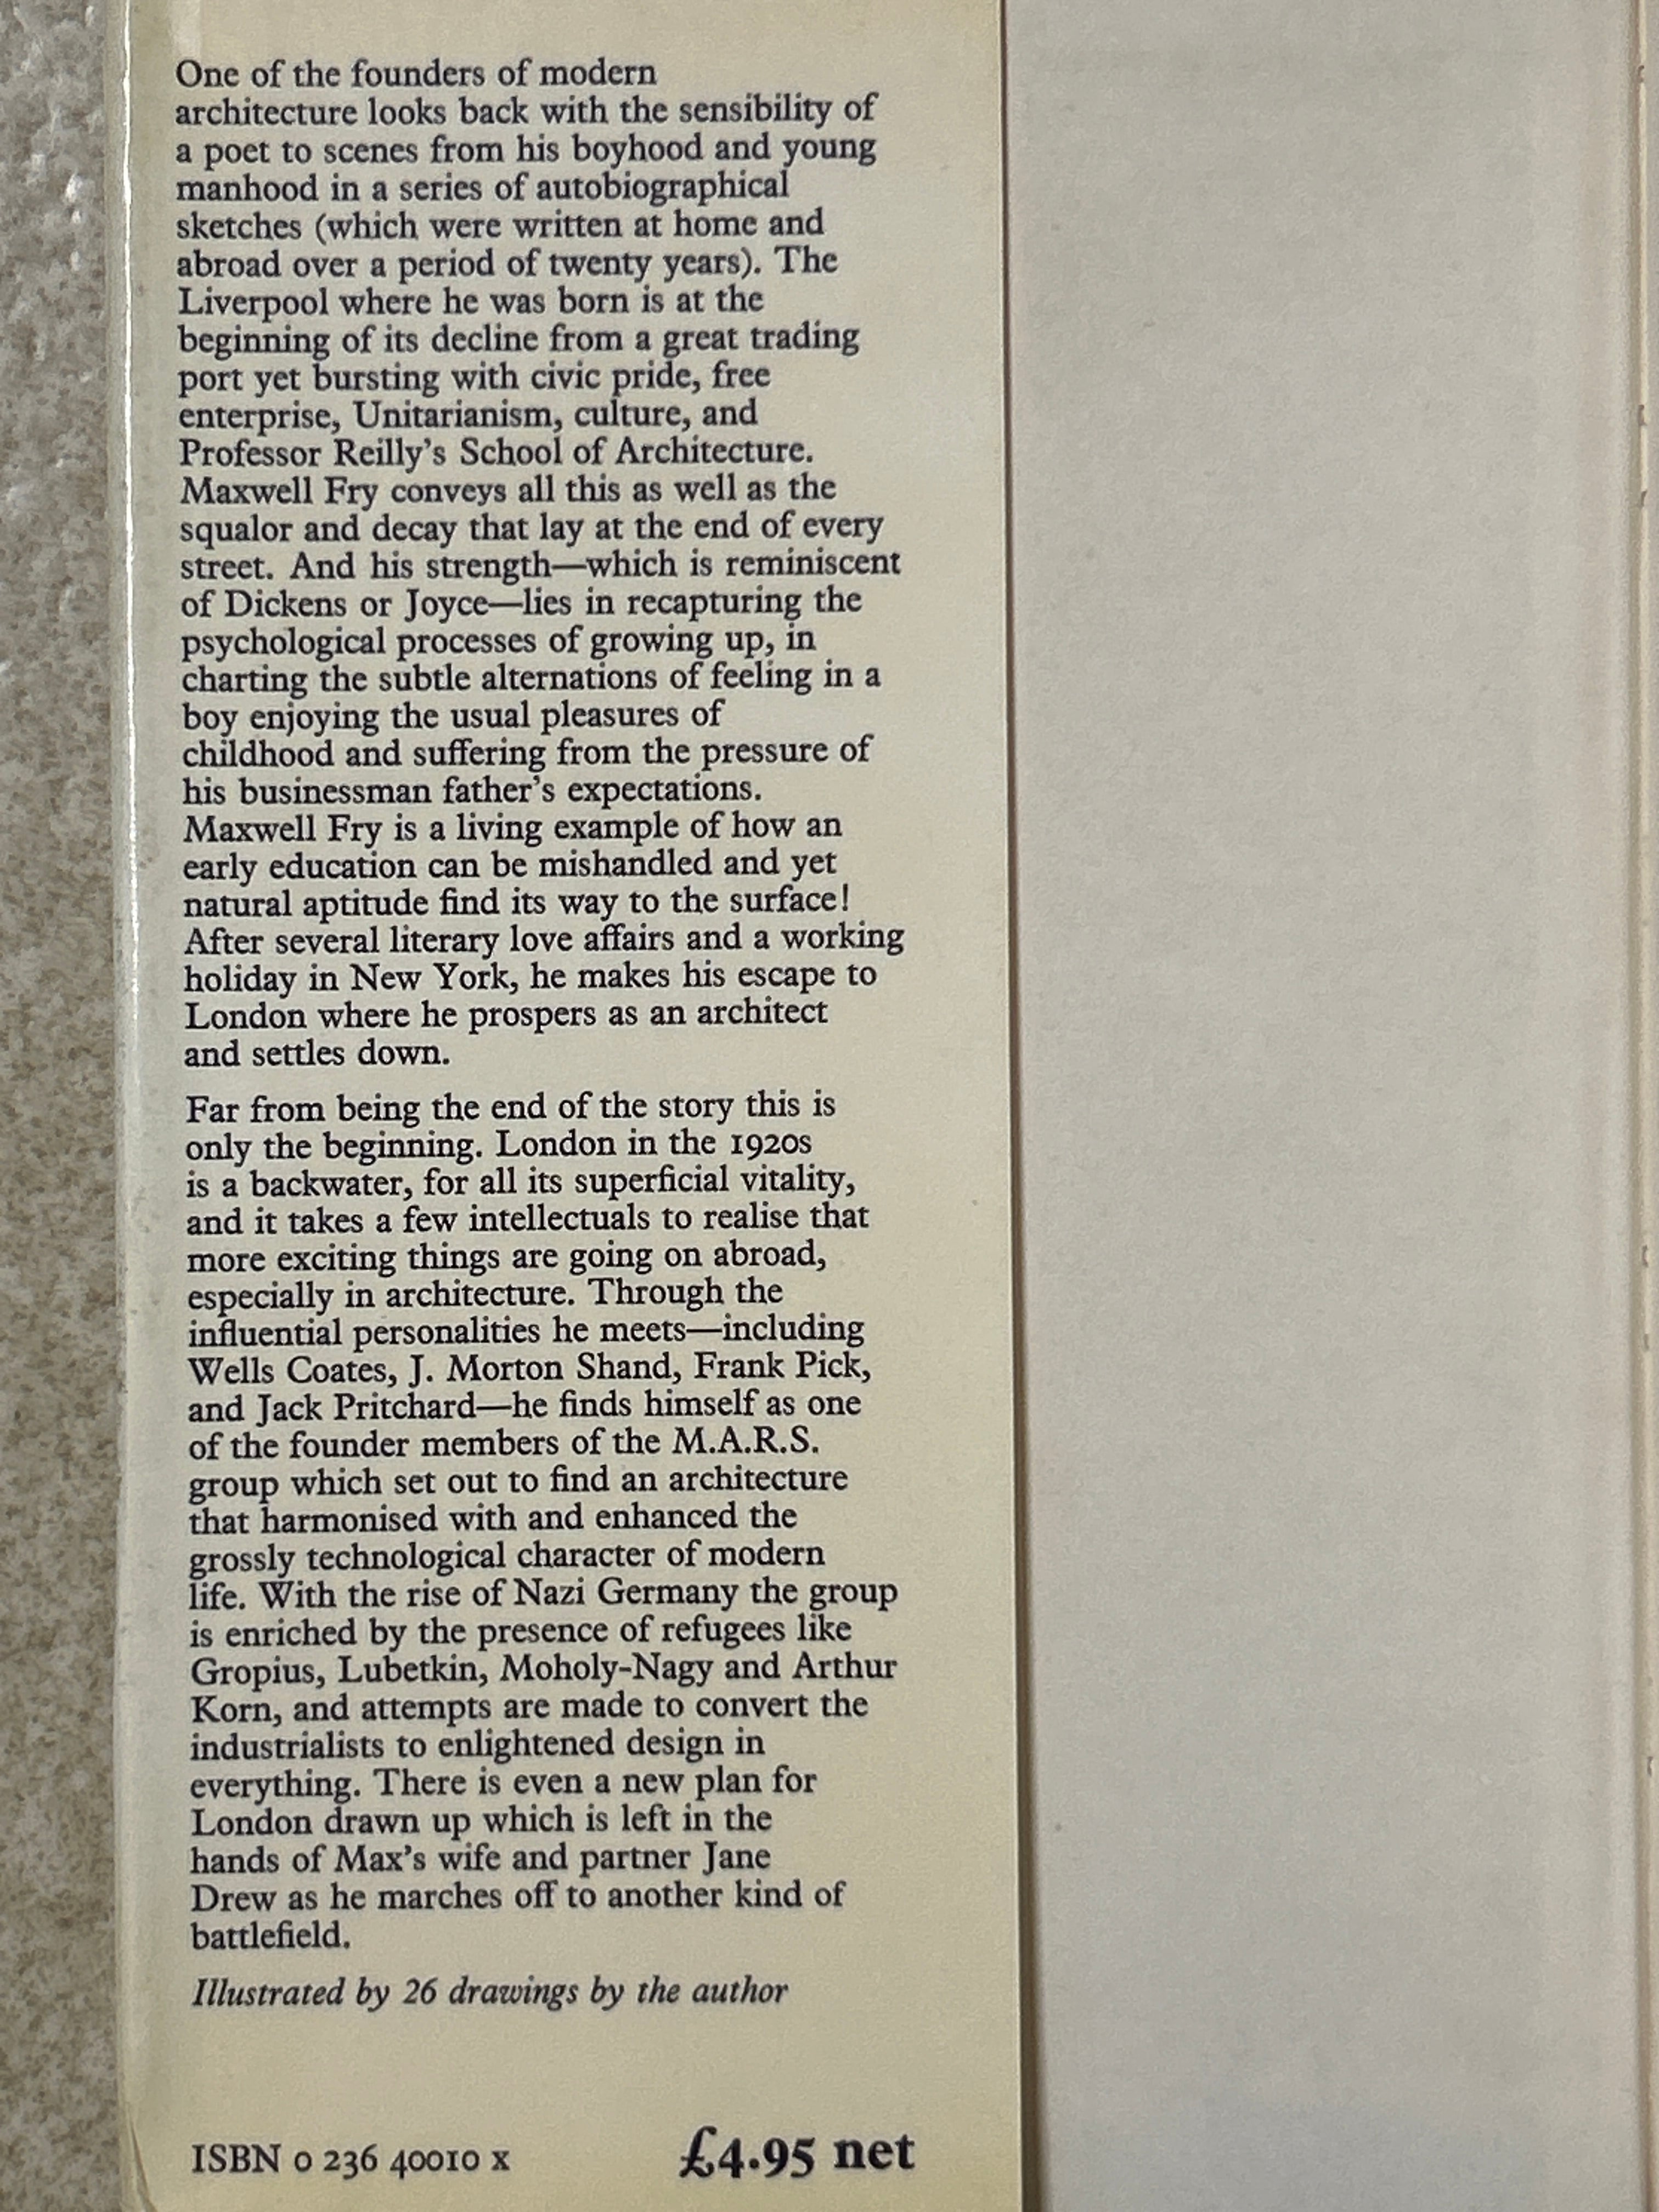 One of the founders of modern
architecture looks back with the sensibility of
a poet to scenes from his boyhood and young
manhood in a series of autobiographical
sketches (which were written at home and
abroad over a period of twenty years). The
Liverpool where he was born is at the
beginning of its decline from a great trading
port yet bursting with civic pride, free
enterprise, Unitarianism, culture, and
Professor Reilly's School of Architecture.
Maxwell Fry conveys all this as well as the
squalor and decay that lay at the end of every
street. And his strength—which is reminiscent
of Dickens or Joyce—lies in recapturing the
psychological processes of growing up, in
charting the subtle alternations of feeling in a
boy enjoying the usual pleasures of
childhood and suffering from the pressure of
his businessman father's expectations.
Maxwell Fry is a living example of how an
early education can be mishandled and yet
natural aptitude find its way to the surface!
After several literary love affairs and a working
holiday in New York, he makes his escape to
London where he prospers as an architect
and settles down.
Far from being the end of the story this is
only the beginning. London in the 1920s
is a backwater, for all its superficial vitality,
and it takes a few intellectuals to realise that
more exciting things are going on abroad,
especially in architecture. Through the
influential personalities he meets—including
Wells Coates, J. Morton Shand, Frank Pick,
and Jack Pritchard—he finds himself as one
of the founder members of the M.A.R.S.
group which set out to find an architecture
that harmonised with and enhanced the
grossly technological character of modern
life. With the rise of Nazi Germany the group
is enriched by the presence of refugees like
Gropius, Lubetkin, Moholy-Nagy and Arthur
Korn, and attempts are made to convert the
industrialists to enlightened design in
everything. There is even a new plan for
London drawn up which is left in the
hands of Max's wife and partner Jane
Drew as he marches off to another kind of
battlefield.
Illustrated by 26 drawings by the author
ISBN 0 236 40010 x £4.95 net